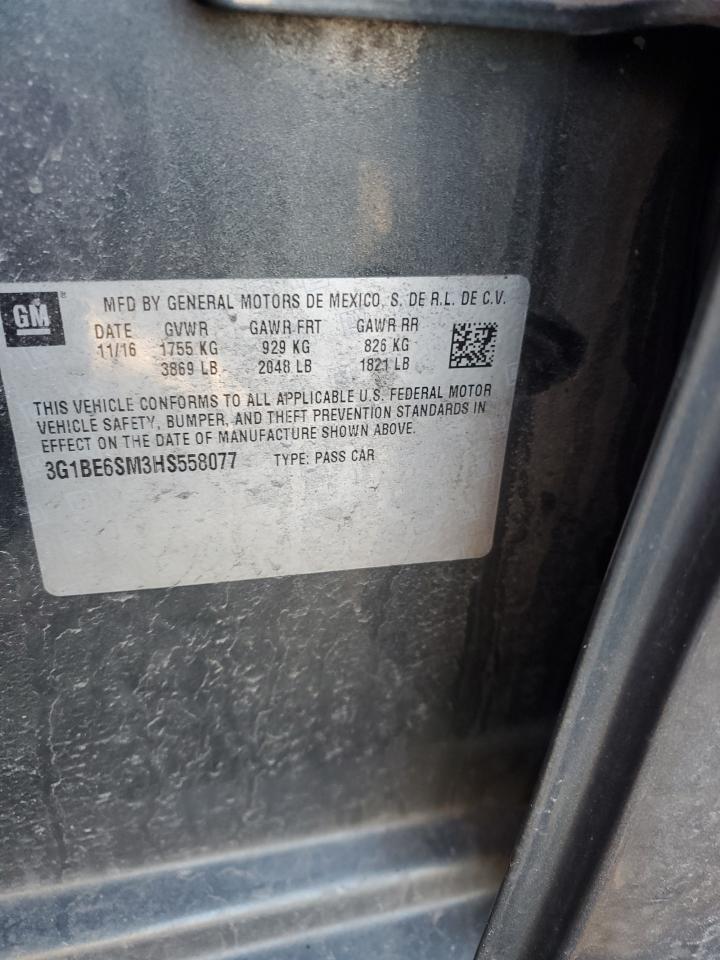 GM
MFD BY GENERAL MOTORS DE MEXICO, S. DE R.L. DE C.V.
DATE GVWR GAWR FRT GAWR RR
11/16 1755 KG 929 KG 826 KG
3869 LB 2048 LB 1821 LB
THIS VEHICLE CONFORMS TO ALL APPLICABLE U.S. FEDERAL MOTOR
VEHICLE SAFETY, BUMPER, AND THEFT PREVENTION STANDARDS IN
EFFECT ON THE DATE OF MANUFACTURE SHOWN ABOVE.
3G1BE6SM3HS558077 TYPE: PASS CAR